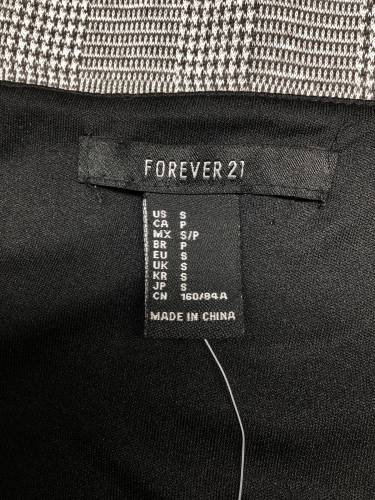 FOREVER 21
US S
CA P
MX S/P
BR P
EU S
UK S
KR S
JP S
CN 160/84A
MADE IN CHINA